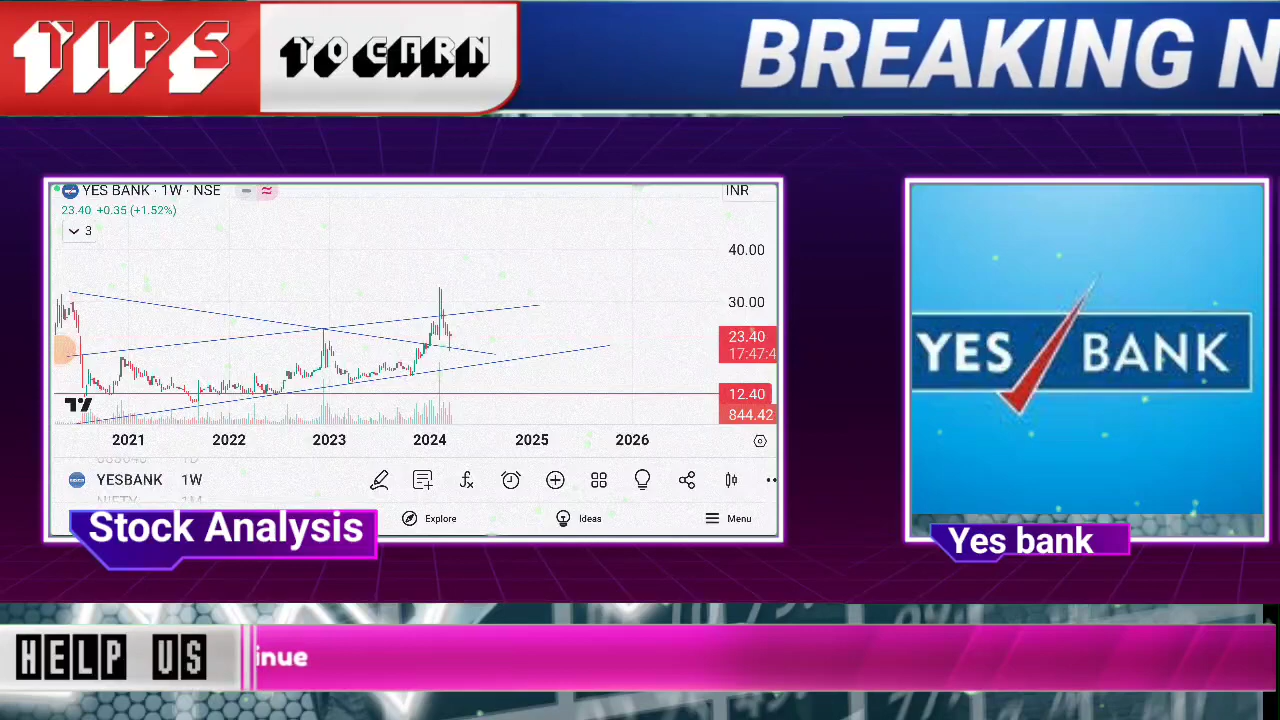 TIPS
TO EARN
BREAKING N
YES BANK · 1W · NSE
INR
23.40 +0.35 (+1.52%)
3
40.00
30.00
23.40
17:47:4
12.40
844.42
2021 2022 2023 2024 2025 2026
YESBANK 1W
Explore
Ideas
Menu
Stock Analysis
YES BANK
Yes bank
HELP US
inue